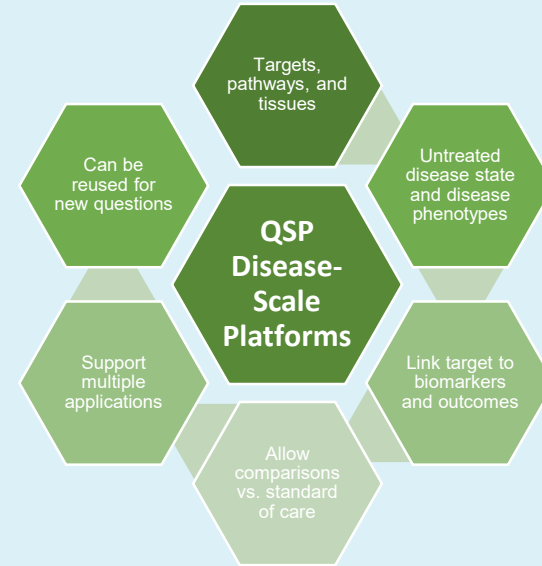 Targets,
pathways, and
tissues
Can be
reused for
new questions
Untreated
disease state
and disease
phenotypes
QSP
Disease-
Scale
Platforms
Support
multiple
applications
Link target to
biomarkers
and outcomes
Allow
comparisons
vs. standard
of care